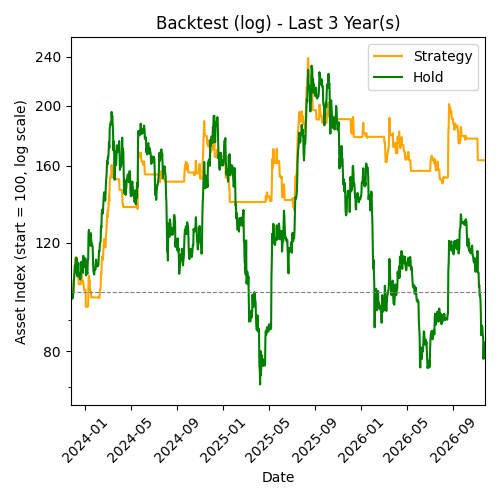 Backtest (log) - Last 3 Year(s)
Strategy
Hold
Asset Index (start = 100, log scale)
240
200
160
120
80
2024-01
2024-05
2024-09
2025-01
2025-05
2025-09
2026-01
2026-05
2026-09
Date